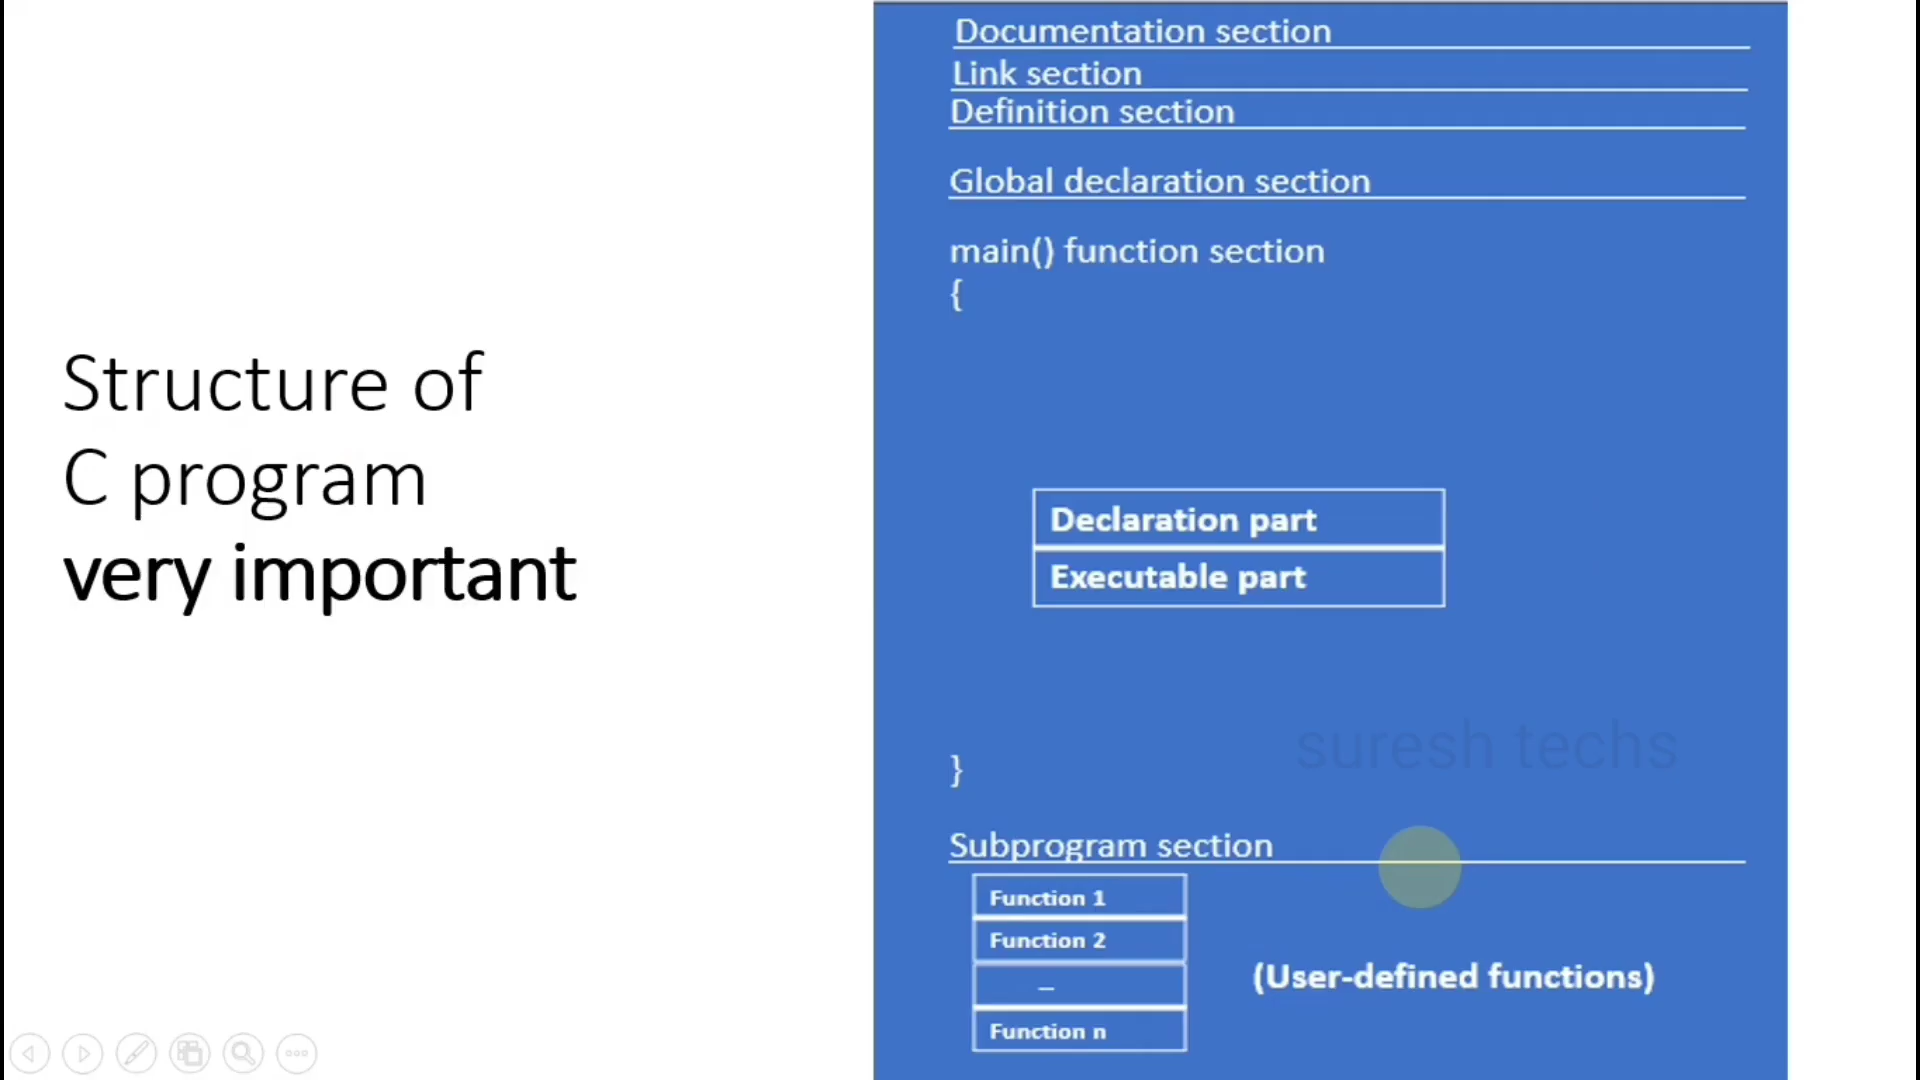 Structure of
C program
very important
Documentation section
Link section
Definition section
Global declaration section
main() function section
{
Declaration part
Executable part
suresh techs
}
Subprogram section
Function 1
Function 2
–
Function n
(User-defined functions)